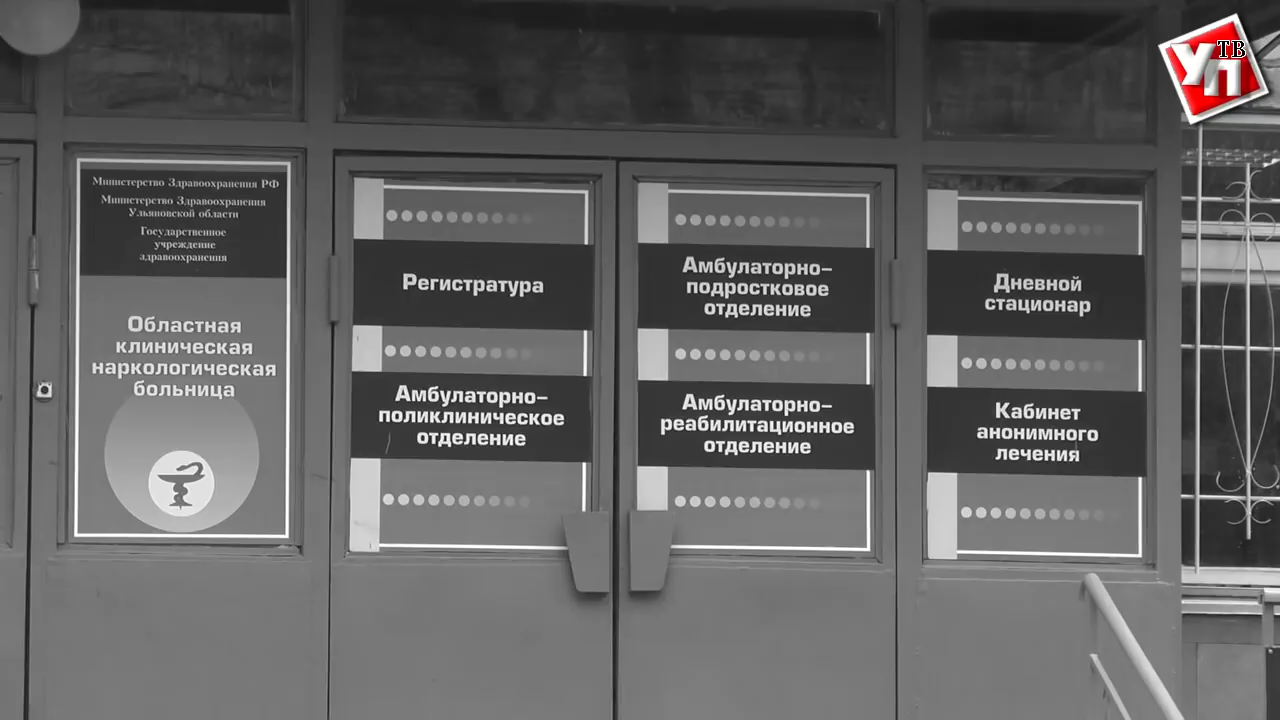 Министерство Здравоохранения РФ
Министерство Здравоохранения
Ульяновской области
Государственное
учреждение
здравоохранения
Областная
клиническая
наркологическая
больница
Регистратура
Амбулаторно-
поликлиническое
отделение
Амбулаторно-
подростковое
отделение
Амбулаторно-
реабилитационное
отделение
Дневной
стационар
Кабинет
анонимного
лечения
УП
ТВ